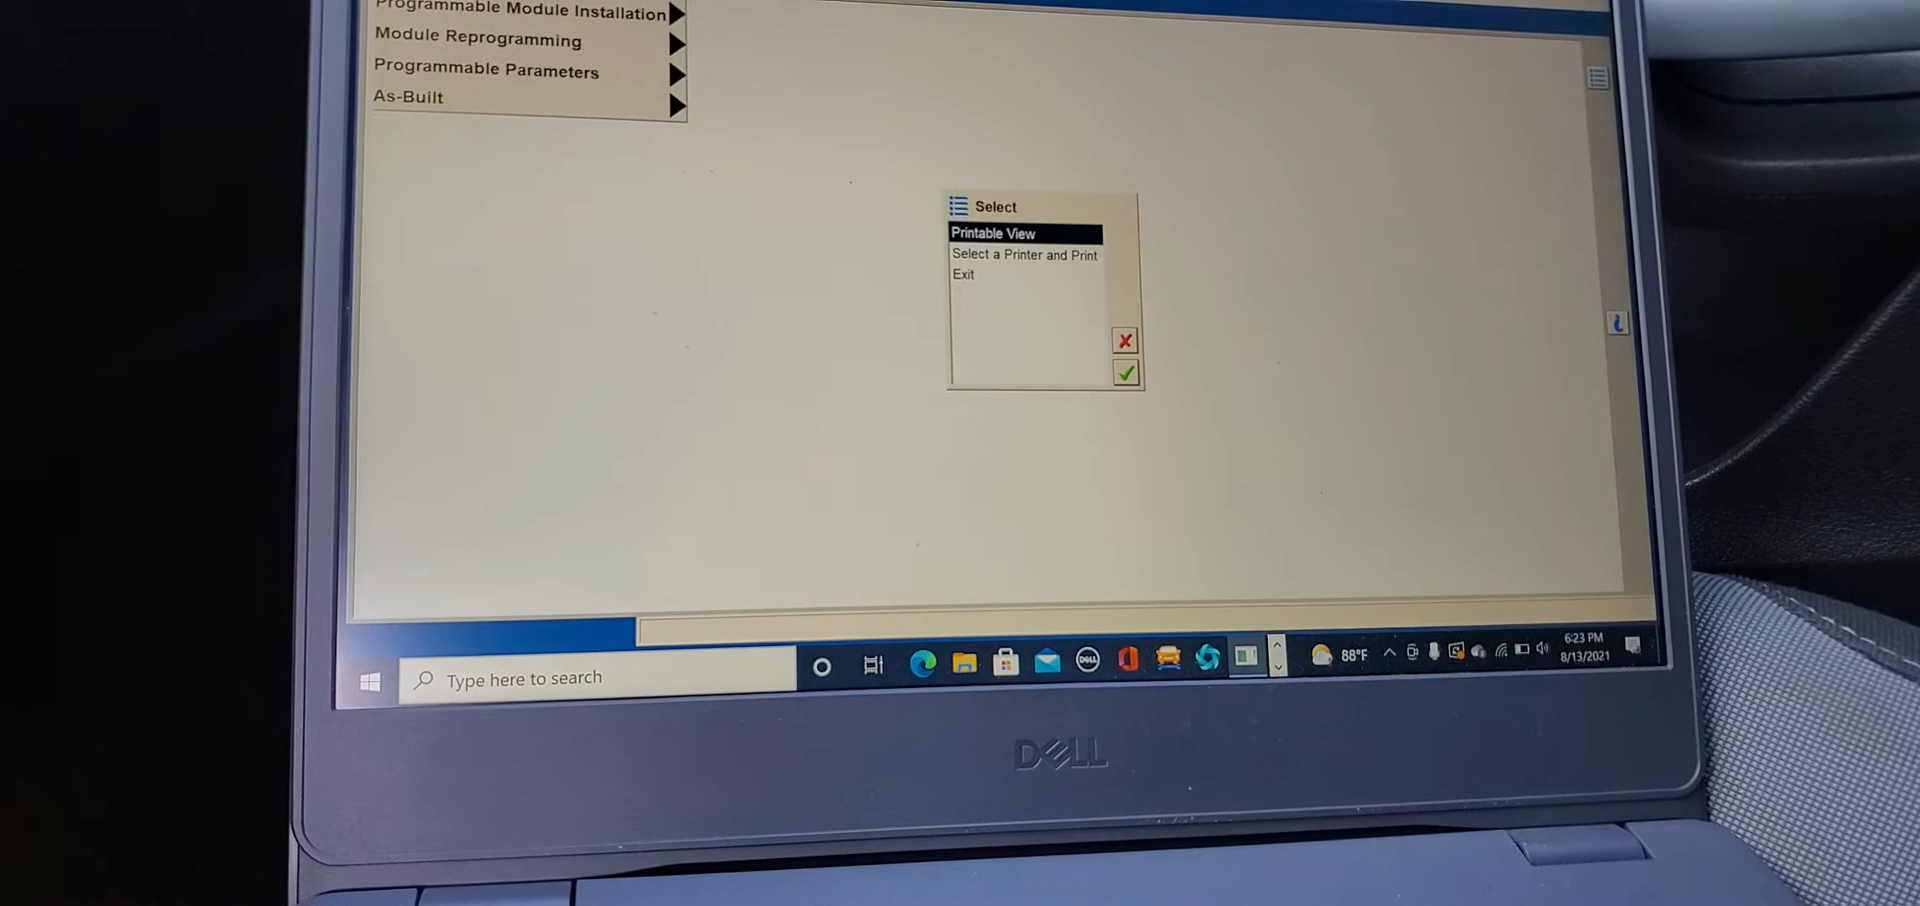 Programmable Module Installation
Module Reprogramming
Programmable Parameters
As-Built
Select
Printable View
Select a Printer and Print
Exit
Type here to search
DELL
88°F
6:23 PM
8/13/2021
DELL